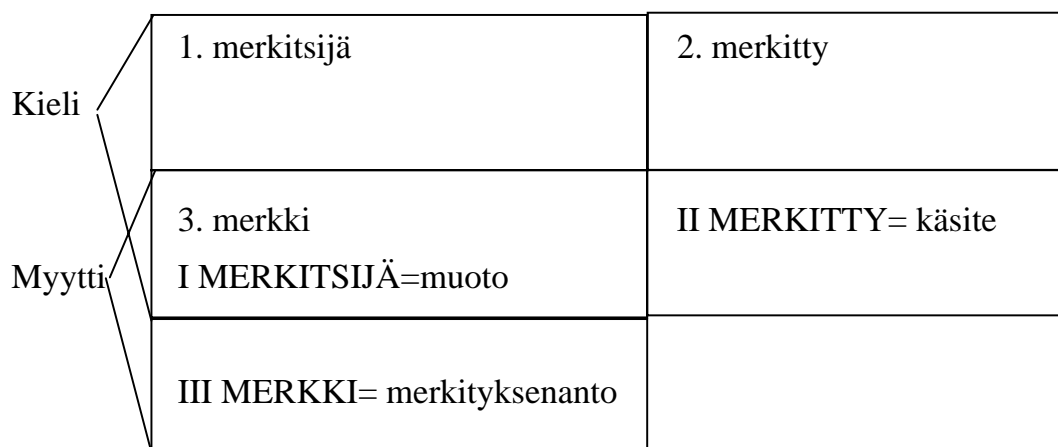 1. merkitsijä
2. merkitty
Kieli
3. merkki
II MERKITTY= käsite
Myytti
I MERKITSIJÄ=muoto
III MERKKI= merkityksenanto